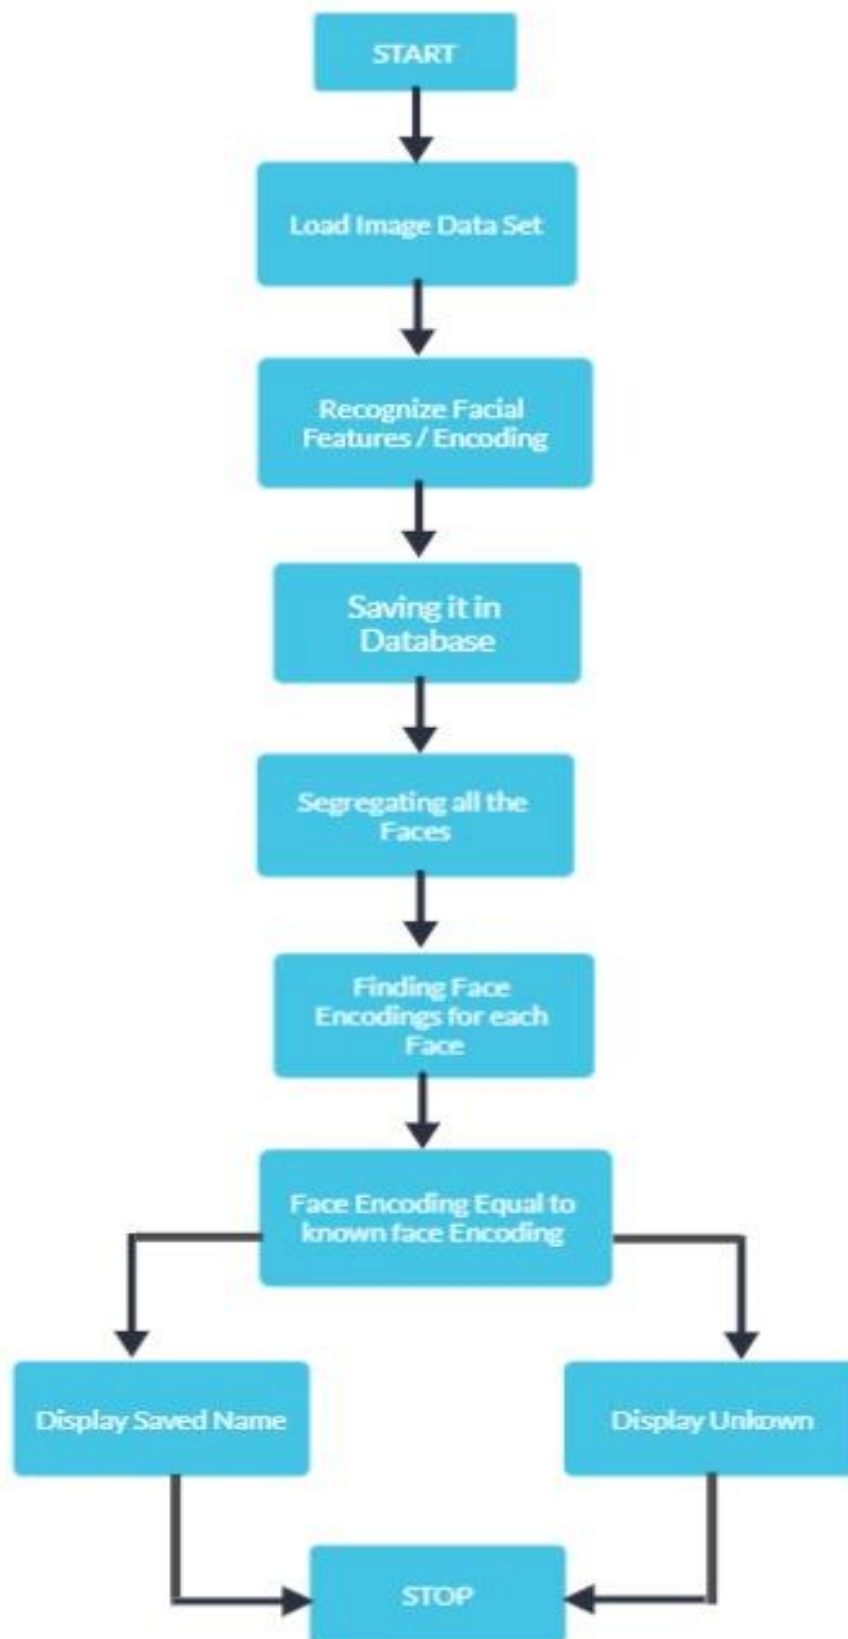 START
Load Image Data Set
Recognize Facial
Features / Encoding
Saving it in
Database
Segregating all the
Faces
Finding Face
Encodings for each
Face
Face Encoding Equal to
known face Encoding
Display Saved Name
Display Unkown
STOP